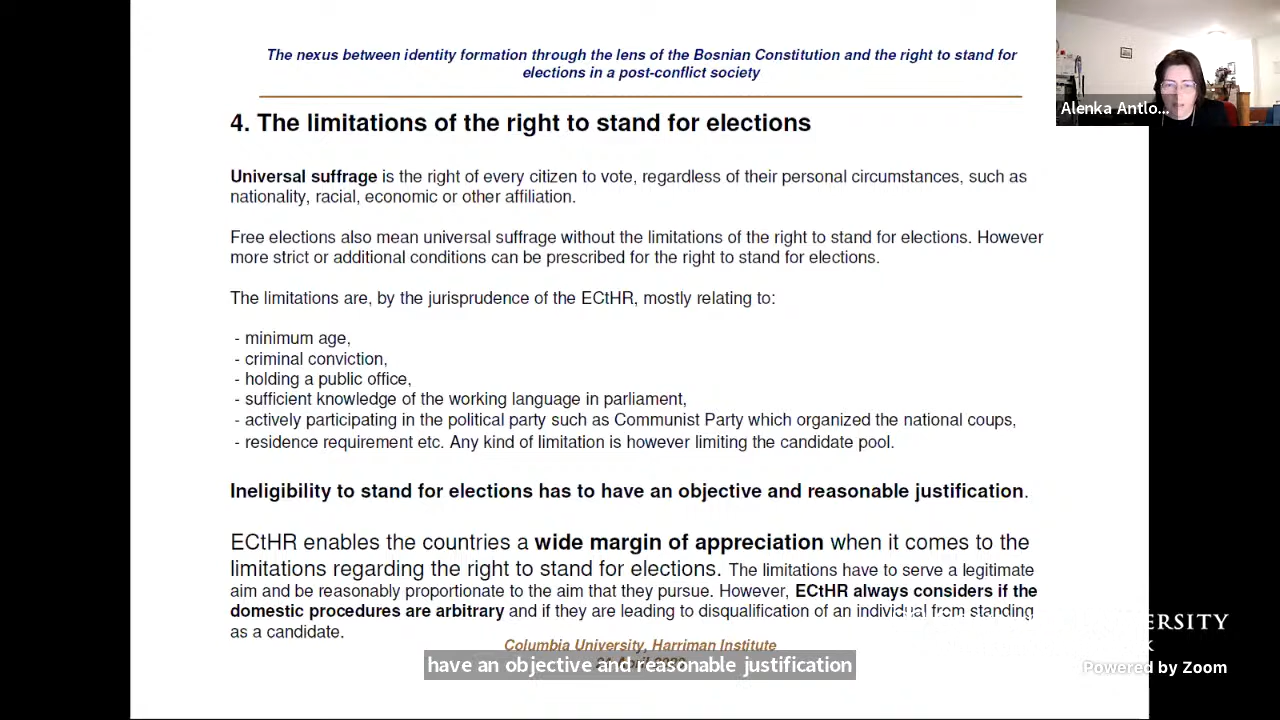 The nexus between identity formation through the lens of the Bosnian Constitution and the right to stand for
elections in a post-conflict society
Alenka Antlo...
4. The limitations of the right to stand for elections
Universal suffrage is the right of every citizen to vote, regardless of their personal circumstances, such as
nationality, racial, economic or other affiliation.
Free elections also mean universal suffrage without the limitations of the right to stand for elections. However
more strict or additional conditions can be prescribed for the right to stand for elections.
The limitations are, by the jurisprudence of the ECtHR, mostly relating to:
- minimum age,
- criminal conviction,
- holding a public office,
- sufficient knowledge of the working language in parliament,
- actively participating in the political party such as Communist Party which organized the national coups,
- residence requirement etc. Any kind of limitation is however limiting the candidate pool.
Ineligibility to stand for elections has to have an objective and reasonable justification.
ECtHR enables the countries a wide margin of appreciation when it comes to the
limitations regarding the right to stand for elections. The limitations have to serve a legitimate
aim and be reasonably proportionate to the aim that they pursue. However, ECtHR always considers if the
domestic procedures are arbitrary and if they are leading to disqualification of an individual from standing
as a candidate.
Columbia University, Harriman Institute
have an objective and reasonable justification
ERSITY
K
Powered by Zoom